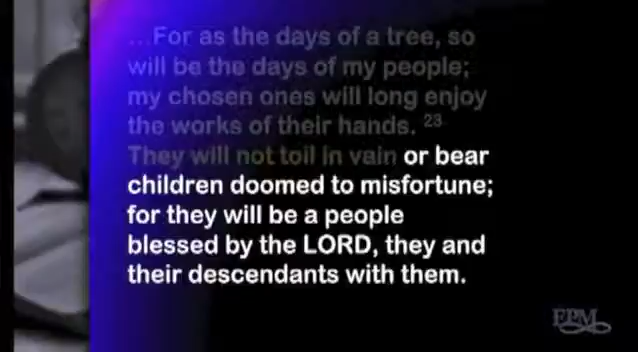 ...For as the days of a tree, so
will be the days of my people;
my chosen ones will long enjoy
the works of their hands. 23
They will not toil in vain or bear
children doomed to misfortune;
for they will be a people
blessed by the LORD, they and
their descendants with them.
EPM